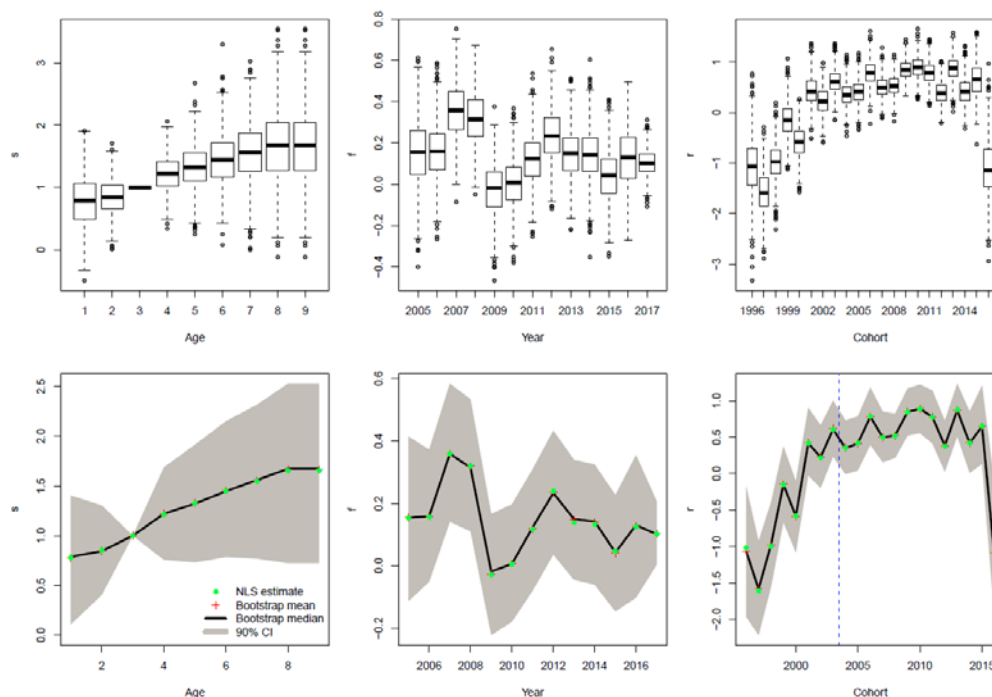 s
3
2
1
0
1 2 3 4 5 6 7 8 9
Age
f
0.8
0.6
0.4
0.2
0.0
−0.4
2005 2007 2009 2011 2013 2015 2017
Year
r
1
0
−1
−2
−3
1996 1999 2002 2006 2010 2014
Cohort
s
2.5
2.0
1.5
1.0
0.5
0.0
NLS estimate
Bootstrap mean
Bootstrap median
90% CI
2 4 6 8
Age
f
0.6
0.4
0.2
0.0
−0.2
2006 2008 2010 2012 2014 2016
Year
r
1.0
0.5
0.0
−0.5
−1.0
−1.5
−2.0
2000 2005 2010 2015
Cohort